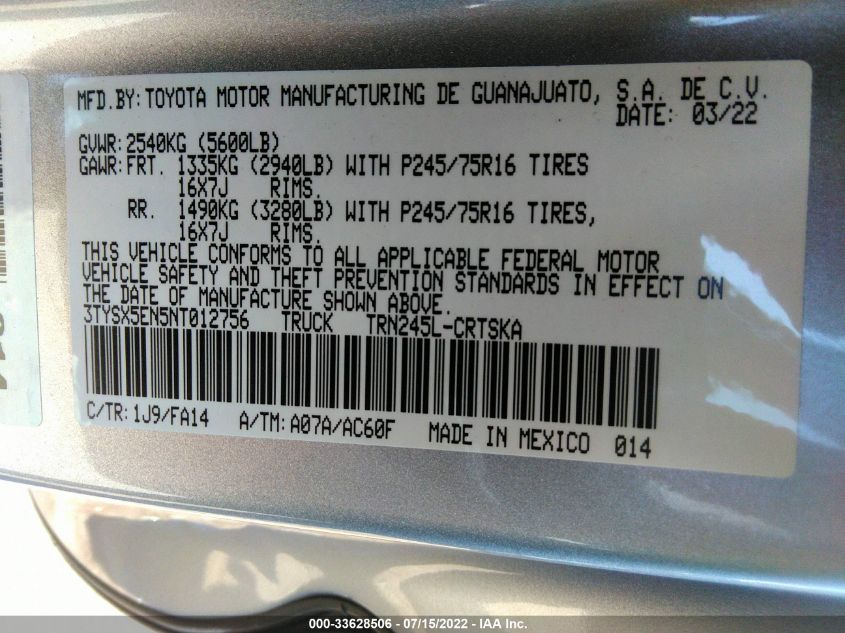 MFD.BY:TOYOTA MOTOR MANUFACTURING DE GUANAJUATO, S.A. DE C.V.
DATE: 03/22
GVWR:2540KG (5600LB)
GAWR:FRT. 1335KG (2940LB) WITH P245/75R16 TIRES
16X7J RIMS.
RR. 1490KG (3280LB) WITH P245/75R16 TIRES,
16X7J RIMS.
THIS VEHICLE CONFORMS TO ALL APPLICABLE FEDERAL MOTOR
VEHICLE SAFETY AND THEFT PREVENTION STANDARDS IN EFFECT ON
THE DATE OF MANUFACTURE SHOWN ABOVE.
3TYSX5EN5NT012756 TRUCK TRN245L-CRTSKA
C/TR:1J9/FA14 A/TM:A07A/AC60F MADE IN MEXICO 014
014
000-33628506 - 07/15/2022 - IAAI.com